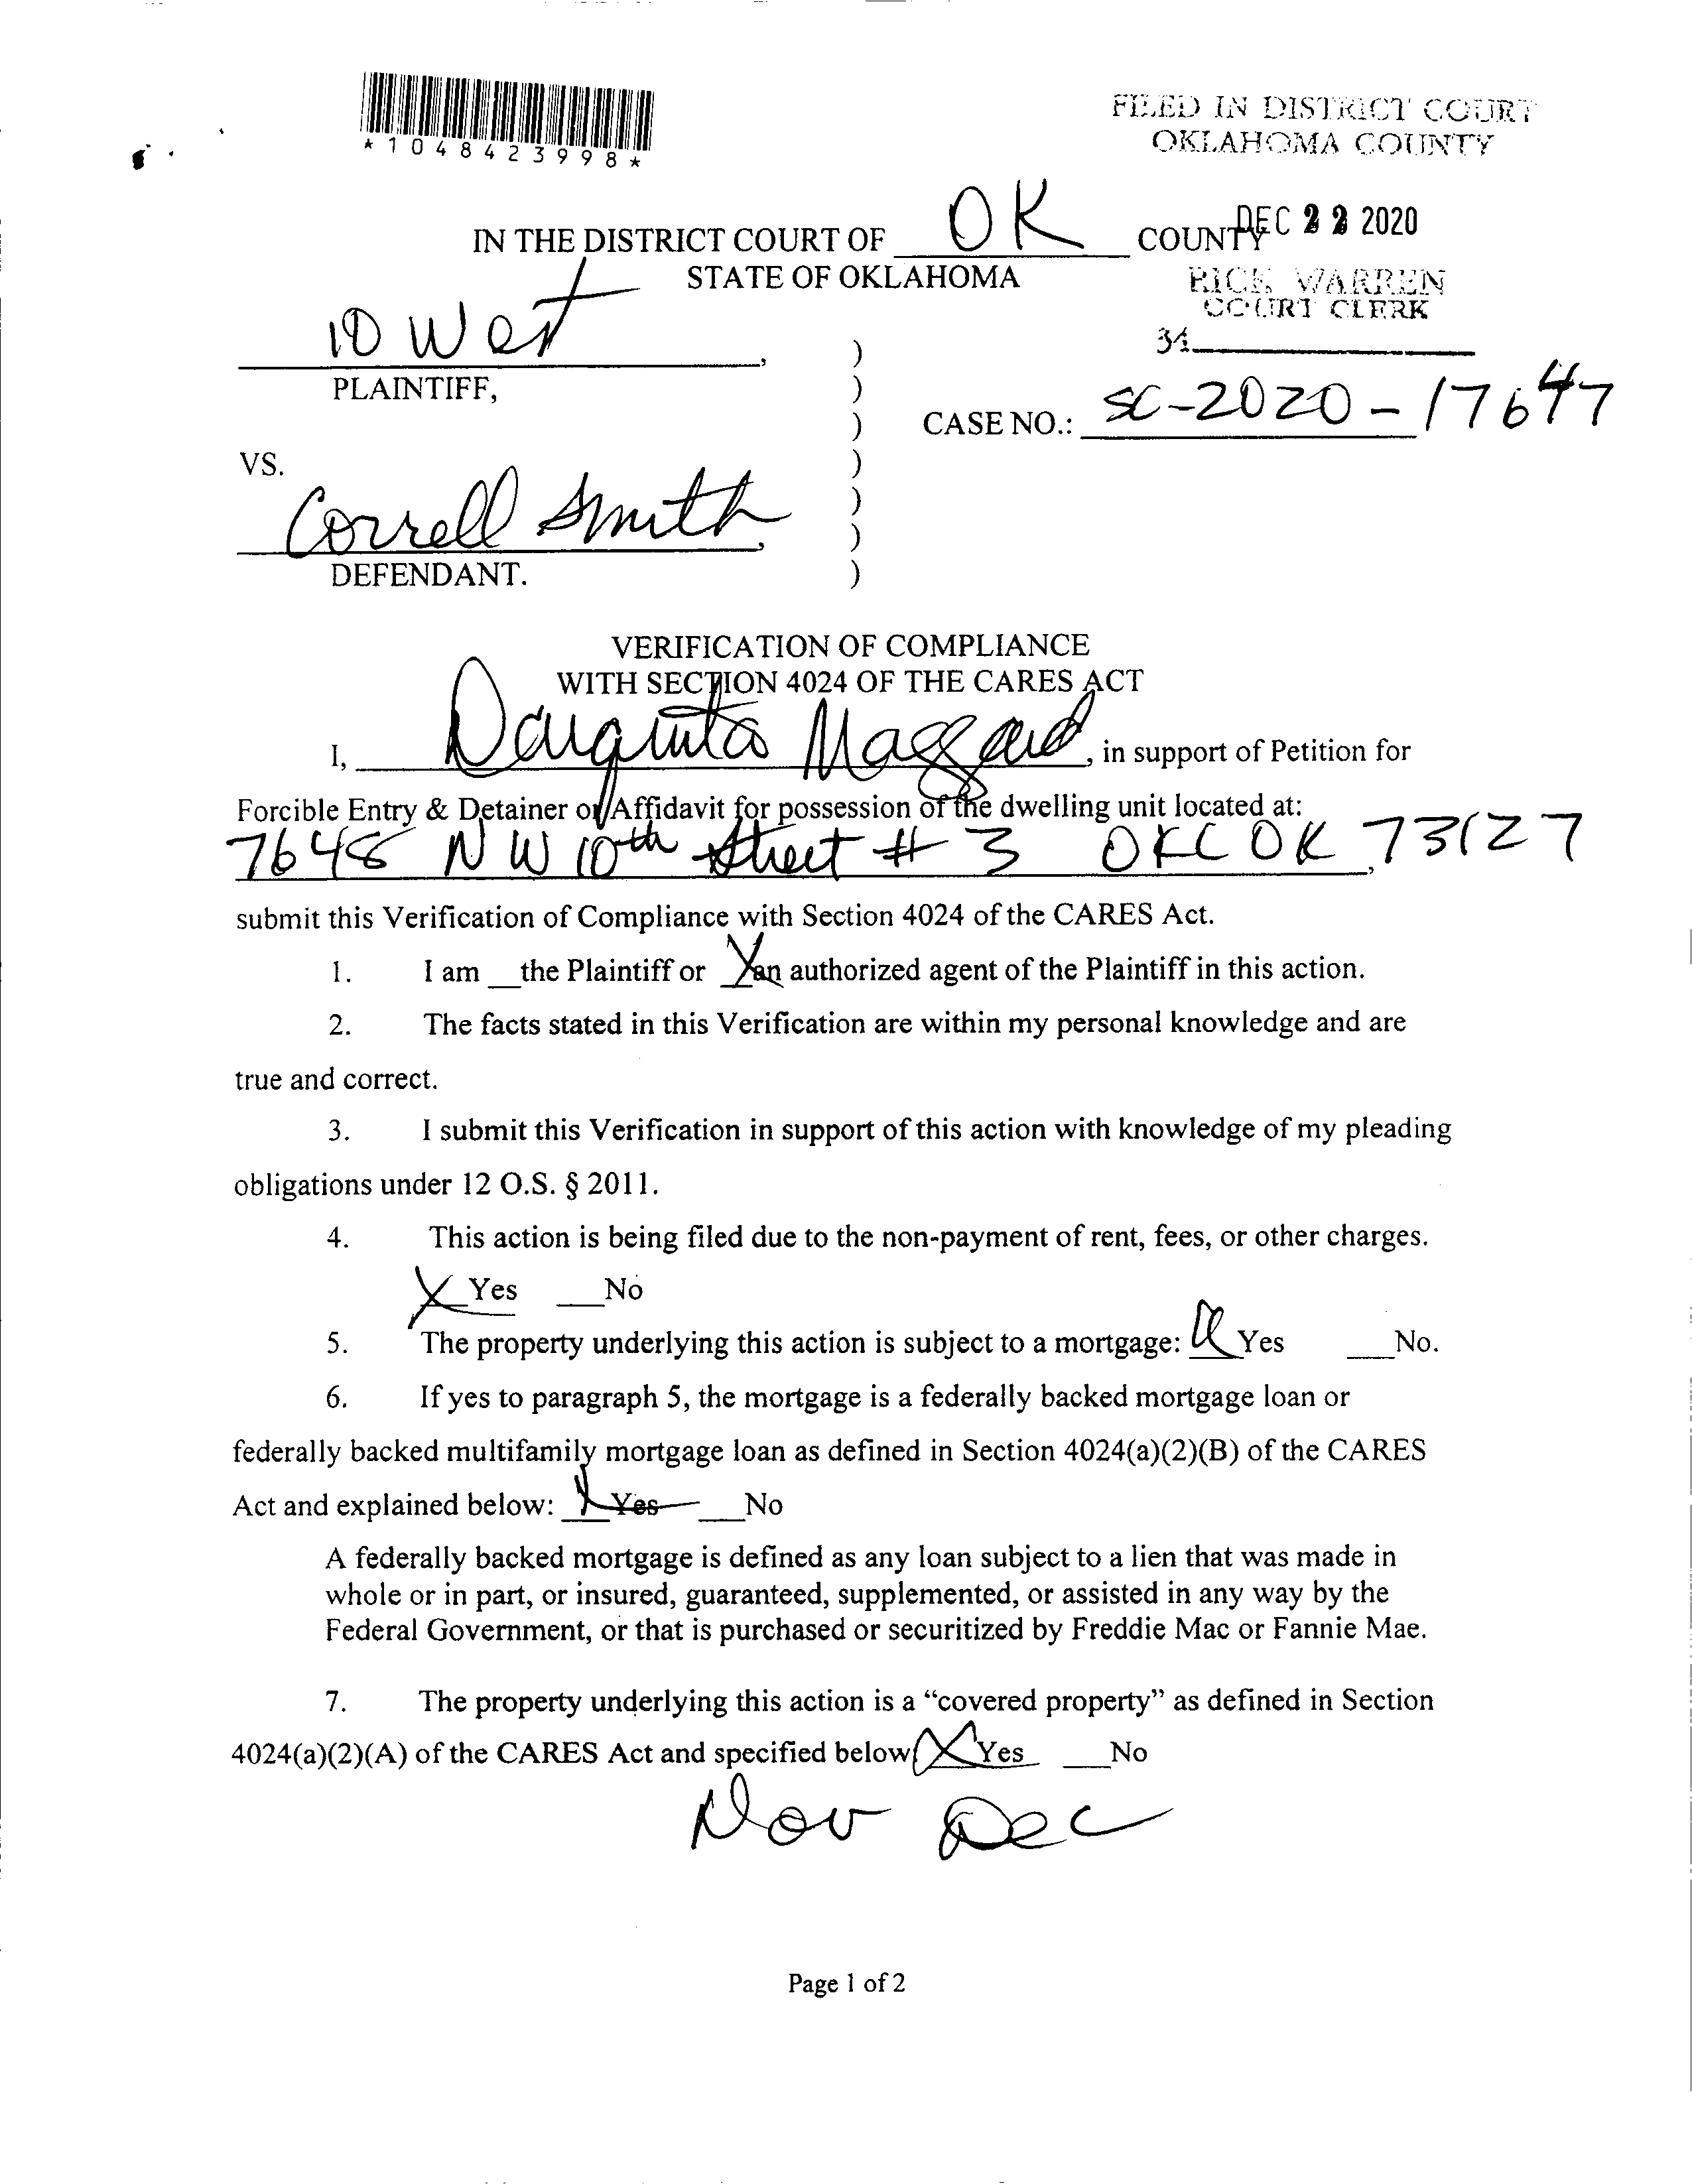 *1048423998*
FILED IN DISTRICT COURT
OKLAHOMA COUNTY
DEC 22 2020
IN THE DISTRICT COURT OF OK COUNTY
STATE OF OKLAHOMA
RICK WARREN
COURT CLERK
34
10 West,
PLAINTIFF,
CASE NO.: SC-2020-17647
VS.
Correll Smith,
DEFENDANT.
)
)
)
)
)
)
)
VERIFICATION OF COMPLIANCE
WITH SECTION 4024 OF THE CARES ACT
I, Maggard, in support of Petition for
Forcible Entry & Detainer or Affidavit for possession of the dwelling unit located at:
7648 NW 10th Street # 3 OKC OK 73127,
submit this Verification of Compliance with Section 4024 of the CARES Act.
1. I am __the Plaintiff or X an authorized agent of the Plaintiff in this action.
2. The facts stated in this Verification are within my personal knowledge and are
true and correct.
3. I submit this Verification in support of this action with knowledge of my pleading
obligations under 12 O.S. § 2011.
4. This action is being filed due to the non-payment of rent, fees, or other charges.
X Yes ___No
5. The property underlying this action is subject to a mortgage: Yes ___No.
6. If yes to paragraph 5, the mortgage is a federally backed mortgage loan or
federally backed multifamily mortgage loan as defined in Section 4024(a)(2)(B) of the CARES
Act and explained below: X Yes ___No
A federally backed mortgage is defined as any loan subject to a lien that was made in
whole or in part, or insured, guaranteed, supplemented, or assisted in any way by the
Federal Government, or that is purchased or securitized by Freddie Mac or Fannie Mae.
7. The property underlying this action is a “covered property” as defined in Section
4024(a)(2)(A) of the CARES Act and specified below X Yes ___No
Nov Dec
Page 1 of 2